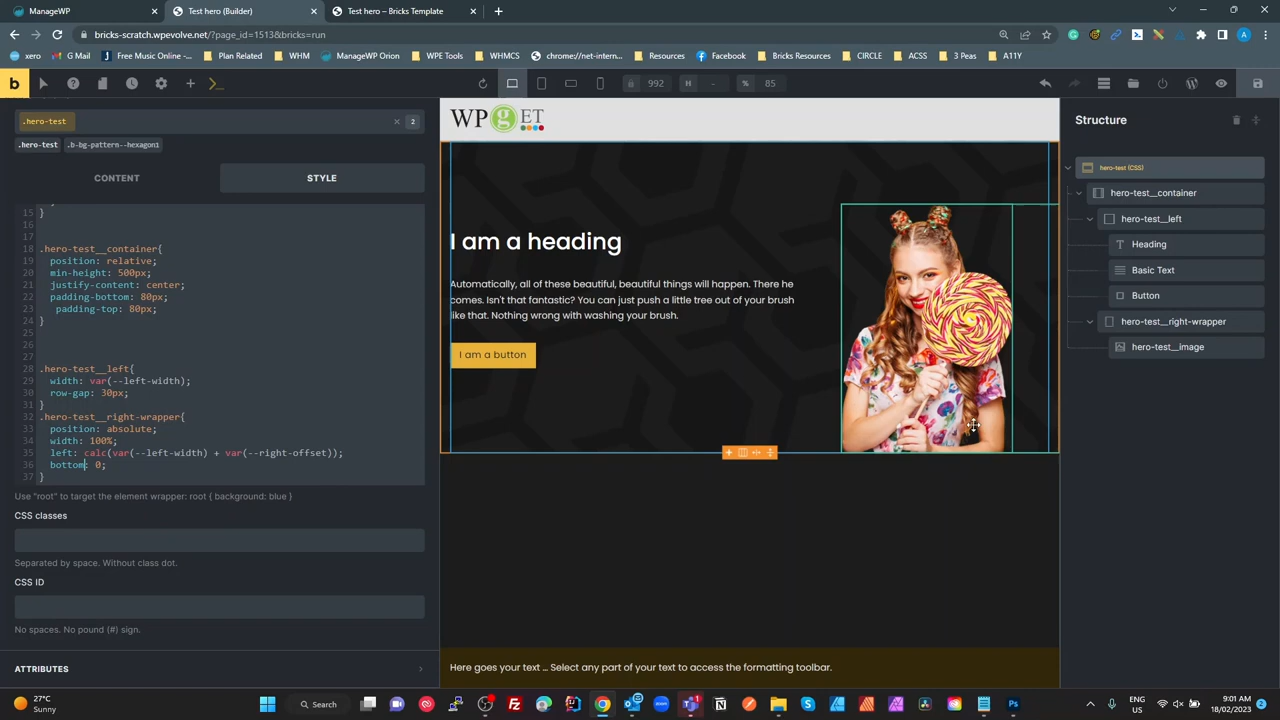 ManageWP
Test hero (Builder)
Test hero – Bricks Template
bricks-scratch.wpevolve.net/?page_id=1513&bricks=run
xero
G Mail
Free Music Online -...
Plan Related
WHM
ManageWP Orion
WPE Tools
WHMCS
chrome://net-intern...
Resources
Facebook
Bricks Resources
CIRCLE
ACSS
3 Peas
A11Y
b
992
H
-
%
85
.hero-test
2
.hero-test
.b-bg-pattern--hexagon1
CONTENT
STYLE
15 }
16
17
18 .hero-test__container{
19 position: relative;
20 min-height: 500px;
21 justify-content: center;
22 padding-bottom: 80px;
23 padding-top: 80px;
24 }
25
26
27
28 .hero-test__left{
29 width: var(--left-width);
30 row-gap: 30px;
31 }
32 .hero-test__right-wrapper{
33 position: absolute;
34 width: 100%;
35 left: calc(var(--left-width) + var(--right-offset));
36 bottom: 0;
37 }
Use "root" to target the element wrapper: root { background: blue }
CSS classes
Separated by space. Without class dot.
CSS ID
No spaces. No pound (#) sign.
ATTRIBUTES
WP g ET
I am a heading
Automatically, all of these beautiful, beautiful things will happen. There he
comes. Isn't that fantastic? You can just push a little tree out of your brush
like that. Nothing wrong with washing your brush.
I am a button
Here goes your text ... Select any part of your text to access the formatting toolbar.
Structure
hero-test (CSS)
hero-test__container
hero-test__left
Heading
Basic Text
Button
hero-test__right-wrapper
hero-test__image
27°C
Sunny
Search
ENG
US
9:01 AM
18/02/2023